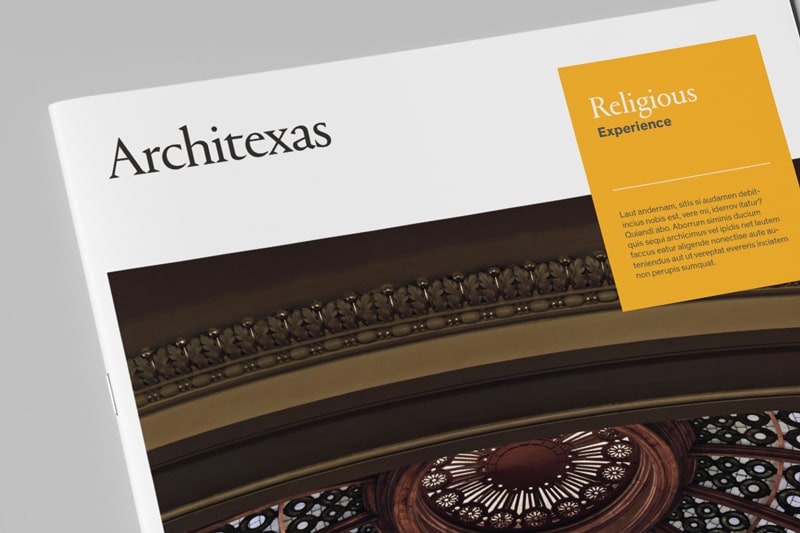 Architexas
Religious
Experience
Laut andernam, sitis si audamen debit-
incius nobis est, vere mi, iderrov itatur?
Quiandi abo. Aborrum siminis ducium
quis sequi archicimus vel ipidis net lautem
faccus eatur aligende nonectiae aute au-
teniendus aut ut vereptat evereris inciatem
non perupis sumquat.